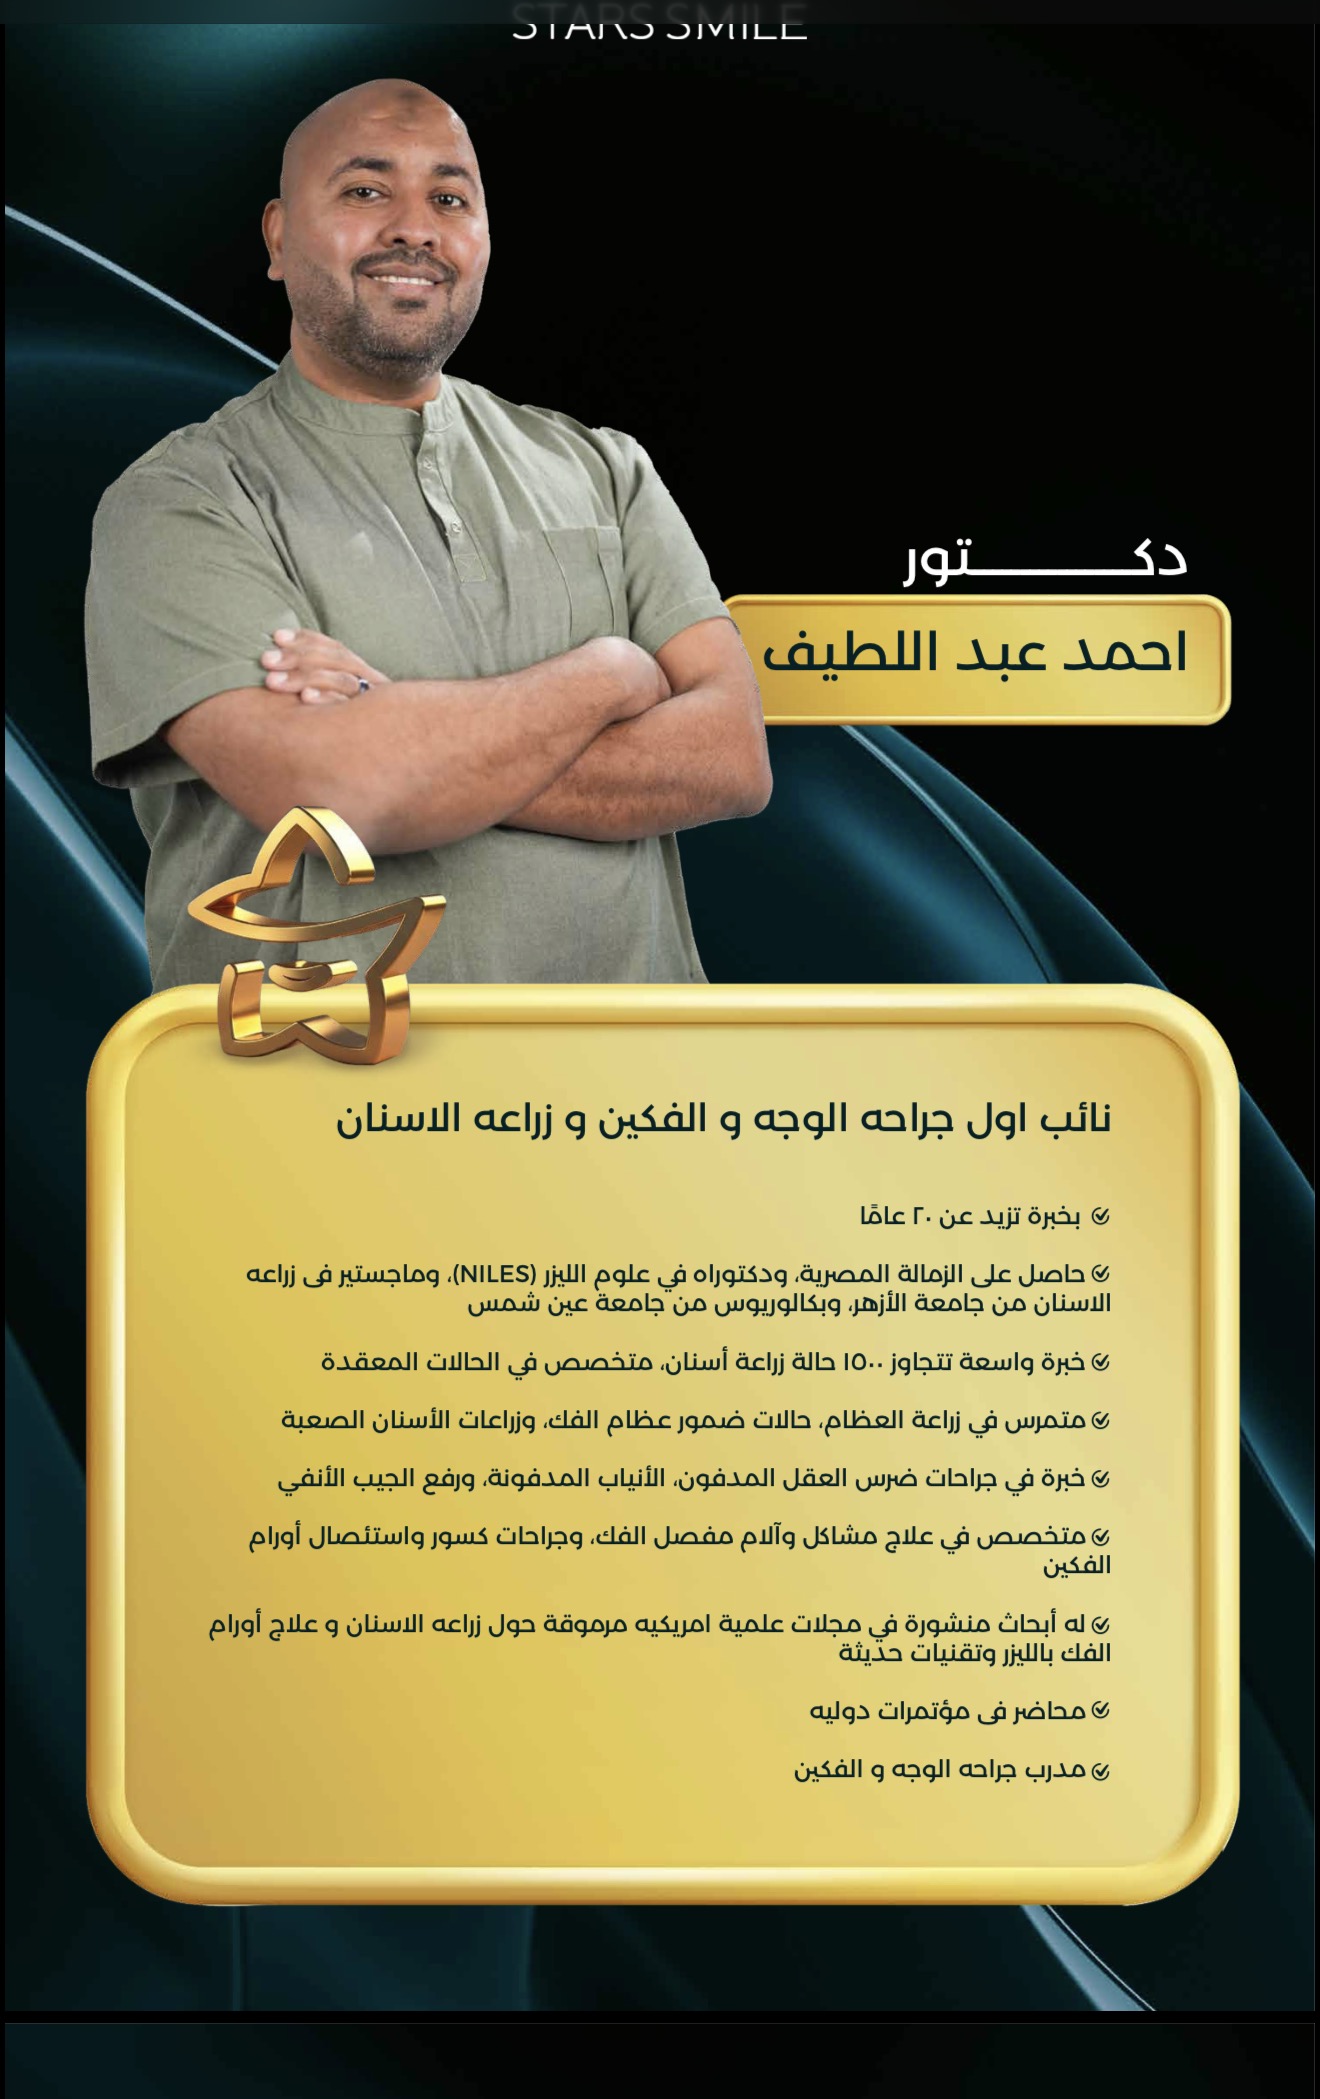 STARS SMILE
دكـــــــتور
احمد عبد اللطيف
نائب اول جراحه الوجه و الفكين و زراعه الاسنان
بخبرة تزيد عن ٢٠ عامًا
حاصل على الزمالة المصرية، ودكتوراه في علوم الليزر (NILES)، وماجستير فى زراعه
الاسنان من جامعة الأزهر، وبكالوريوس من جامعة عين شمس
خبرة واسعة تتجاوز ١٥٠٠ حالة زراعة أسنان، متخصص في الحالات المعقدة
متمرس في زراعة العظام، حالات ضمور عظام الفك، وزراعات الأسنان الصعبة
خبرة في جراحات ضرس العقل المدفون، الأنياب المدفونة، ورفع الجيب الأنفي
متخصص في علاج مشاكل وآلام مفصل الفك، وجراحات كسور واستئصال أورام
الفكين
له أبحاث منشورة في مجلات علمية امريكيه مرموقة حول زراعه الاسنان و علاج أورام
الفك بالليزر وتقنيات حديثة
محاضر فى مؤتمرات دوليه
مدرب جراحه الوجه و الفكين